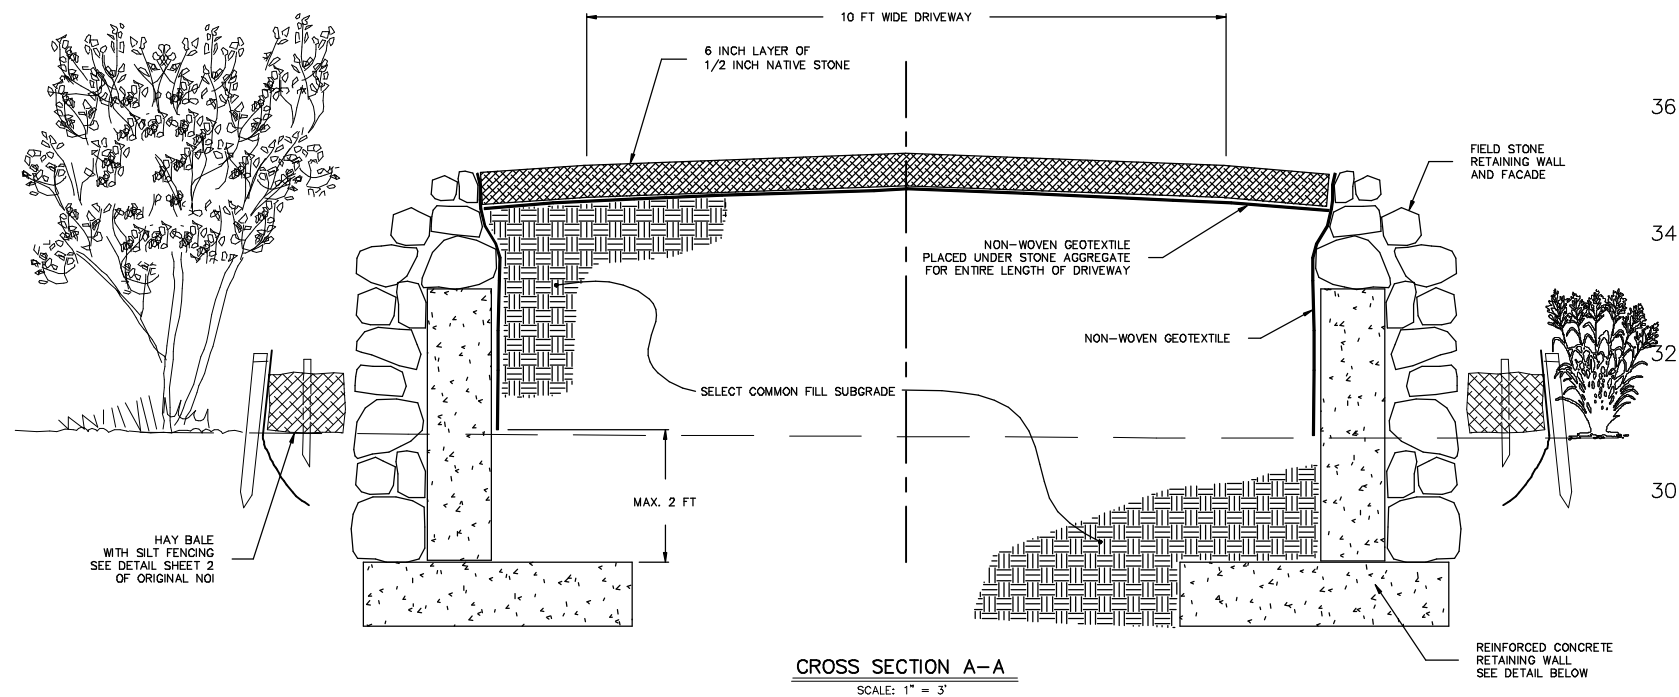 10 FT WIDE DRIVEWAY
6 INCH LAYER OF
1/2 INCH NATIVE STONE
36
FIELD STONE
RETAINING WALL
AND FACADE
34
NON-WOVEN GEOTEXTILE
PLACED UNDER STONE AGGREGATE
FOR ENTIRE LENGTH OF DRIVEWAY
NON-WOVEN GEOTEXTILE
32
SELECT COMMON FILL SUBGRADE
MAX. 2 FT
30
HAY BALE
WITH SILT FENCING
SEE DETAIL SHEET 2
OF ORIGINAL NOI
REINFORCED CONCRETE
RETAINING WALL
SEE DETAIL BELOW
CROSS SECTION A-A
SCALE: 1" = 3'